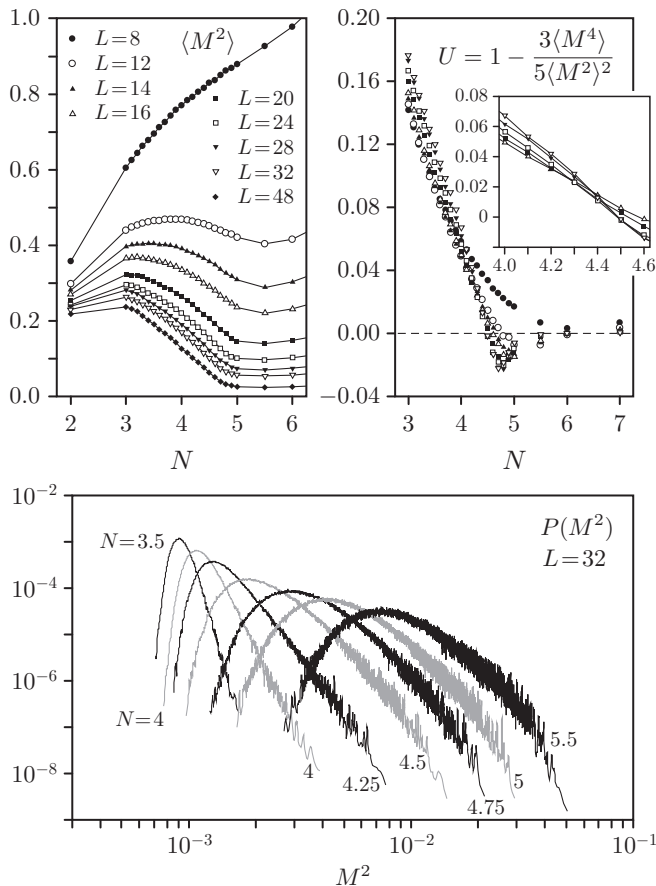 1.0
0.8
0.6
0.4
0.2
0.0
2 3 4 5 6
N
⟨M²⟩
L=8
L=12
L=14
L=16
L=20
L=24
L=28
L=32
L=48
0.20
0.16
0.12
0.08
0.04
0.00
−0.04
3 4 5 6 7
N
U = 1 − 3⟨M⁴⟩ / 5⟨M²⟩²
0.08
0.06
0.04
0.02
0
4.0 4.2 4.4 4.6
10⁻²
10⁻⁴
10⁻⁶
10⁻⁸
P(M²)
L=32
N=3.5
N=4
4
4.25
4.5
4.75
5
5.5
10⁻³ 10⁻² 10⁻¹
M²